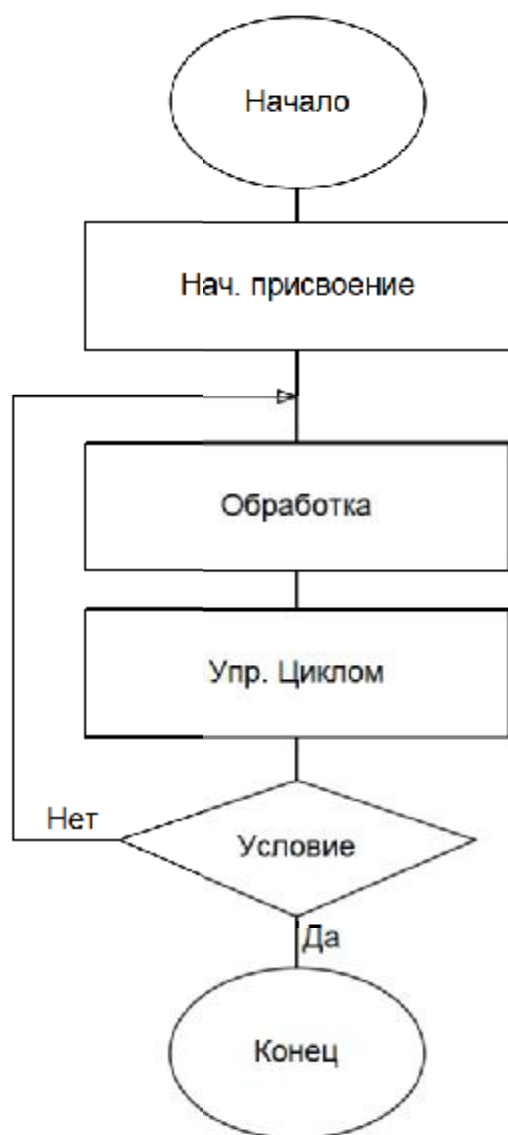 Начало
Нач. присвоение
Обработка
Упр. Циклом
Нет
Условие
Да
Конец